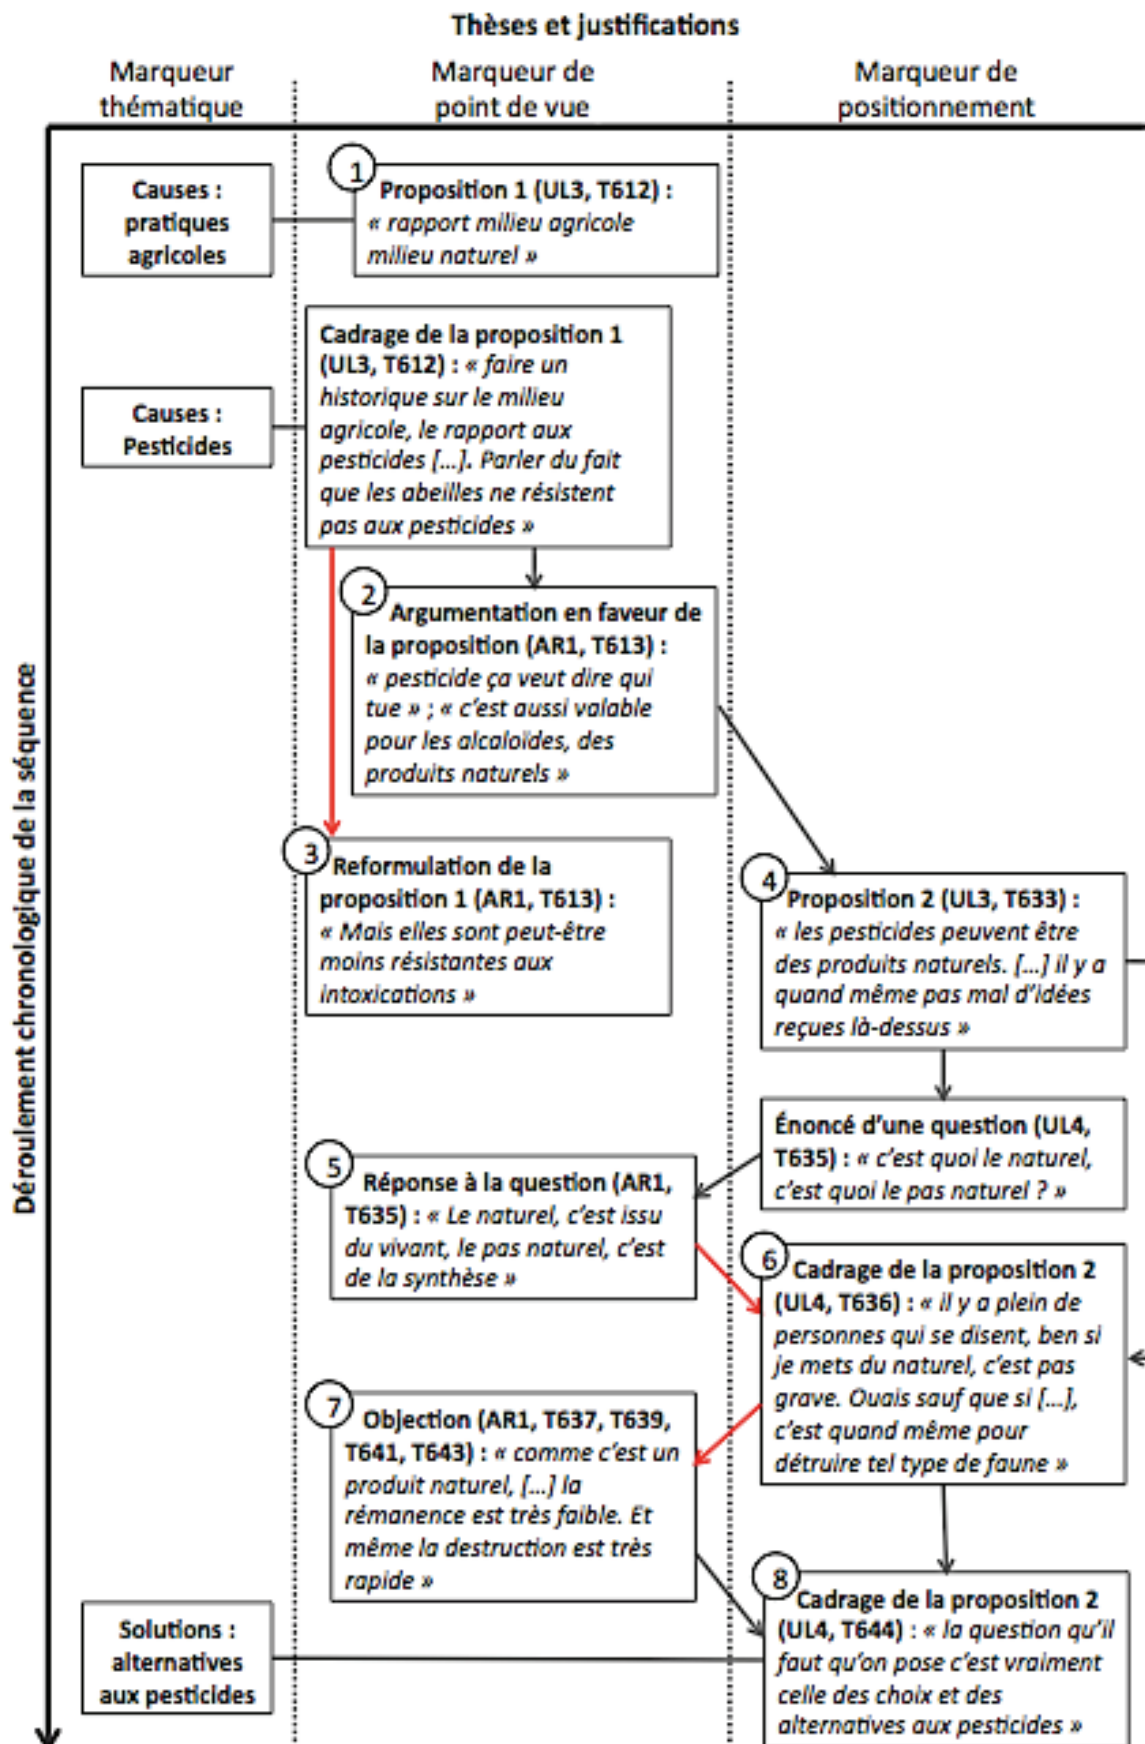 Thèses et justifications
Marqueur
thématique
Marqueur de
point de vue
Marqueur de
positionnement
Déroulement chronologique de la séquence
Causes :
pratiques
agricoles
1
Proposition 1 (UL3, T612) :
« rapport milieu agricole
milieu naturel »
Causes :
Pesticides
Cadrage de la proposition 1
(UL3, T612) : « faire un
historique sur le milieu
agricole, le rapport aux
pesticides […]. Parler du fait
que les abeilles ne résistent
pas aux pesticides »
2
Argumentation en faveur de
la proposition (AR1, T613) :
« pesticide ça veut dire qui
tue » ; « c'est aussi valable
pour les alcaloïdes, des
produits naturels »
3
Reformulation de la
proposition 1 (AR1, T613) :
« Mais elles sont peut-être
moins résistantes aux
intoxications »
4
Proposition 2 (UL3, T633) :
« les pesticides peuvent être
des produits naturels. […] il y a
quand même pas mal d'idées
reçues là-dessus »
Énoncé d'une question (UL4,
T635) : « c'est quoi le naturel,
c'est quoi le pas naturel ? »
5
Réponse à la question (AR1,
T635) : « Le naturel, c'est issu
du vivant, le pas naturel, c'est
de la synthèse »
6
Cadrage de la proposition 2
(UL4, T636) : « il y a plein de
personnes qui se disent, ben si
je mets du naturel, c'est pas
grave. Ouais sauf que si […],
c'est quand même pour
détruire tel type de faune »
7
Objection (AR1, T637, T639,
T641, T643) : « comme c'est un
produit naturel, […] la
rémanence est très faible. Et
même la destruction est très
rapide »
8
Cadrage de la proposition 2
(UL4, T644) : « la question qu'il
faut qu'on pose c'est vraiment
celle des choix et des
alternatives aux pesticides »
Solutions :
alternatives
aux pesticides